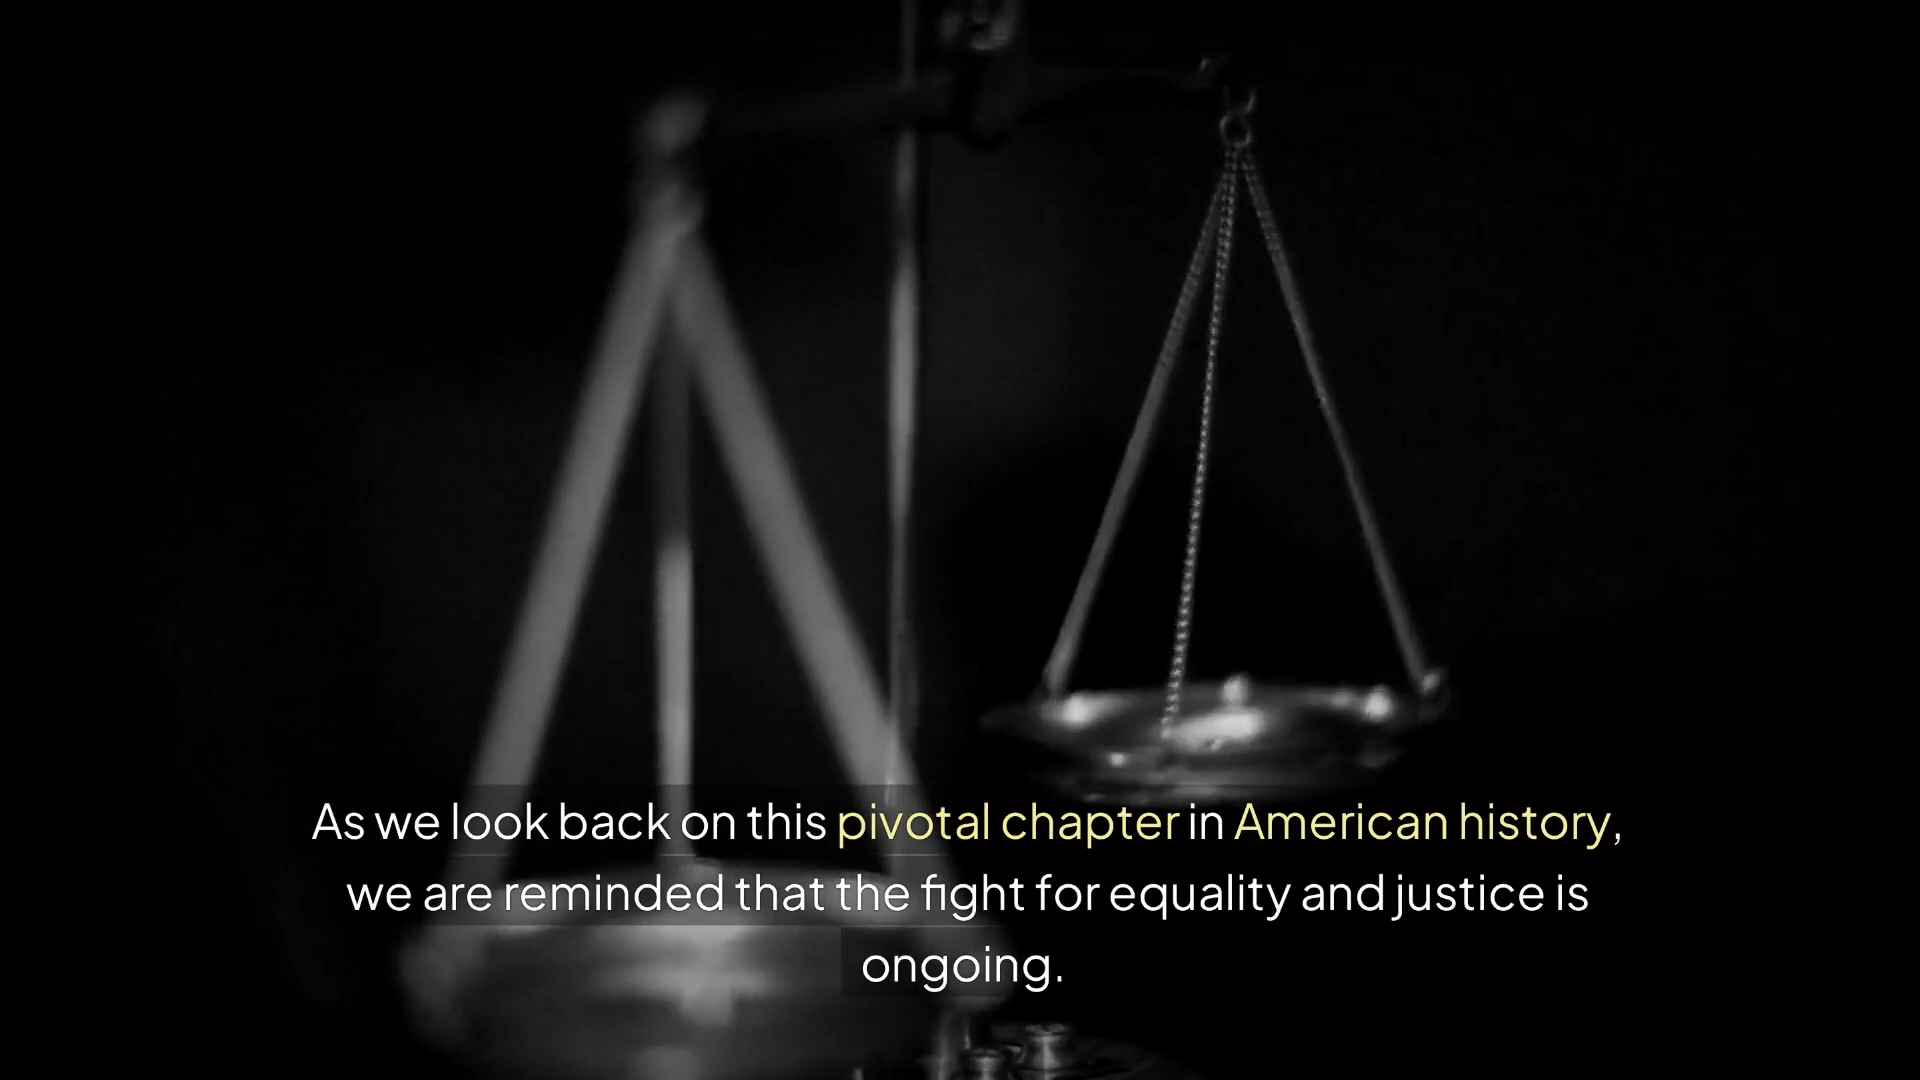 As we look back on this pivotal chapter in American history,
we are reminded that the fight for equality and justice is
ongoing.